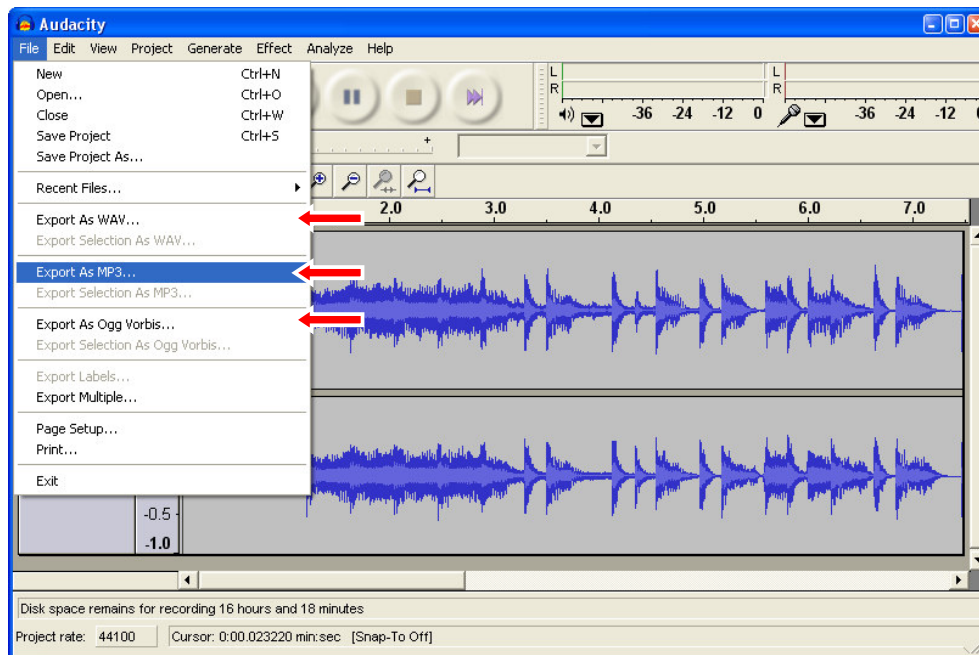 Audacity
File Edit View Project Generate Effect Analyze Help
New Ctrl+N
Open... Ctrl+O
Close Ctrl+W
Save Project Ctrl+S
Save Project As...
Recent Files...
Export As WAV...
Export Selection As WAV...
Export As MP3...
Export Selection As MP3...
Export As Ogg Vorbis...
Export Selection As Ogg Vorbis...
Export Labels...
Export Multiple...
Page Setup...
Print...
Exit
L
R
-36 -24 -12 0
L
R
-36 -24 -12
+
2.0 3.0 4.0 5.0 6.0 7.0
-0.5
-1.0
Disk space remains for recording 16 hours and 18 minutes
Project rate: 44100 Cursor: 0:00.023220 min:sec [Snap-To Off]